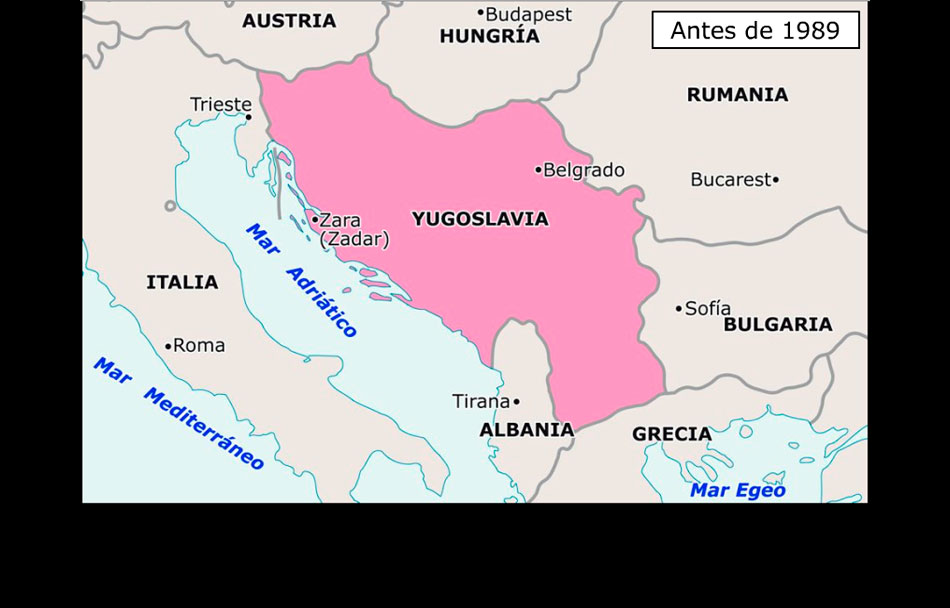 AUSTRIA
Budapest
HUNGRÍA
Antes de 1989
RUMANIA
Trieste
Belgrado
Bucarest
Zara
(Zadar)
YUGOSLAVIA
Mar Adriático
ITALIA
Sofía
BULGARIA
Roma
Mar Mediterráneo
Tirana
ALBANIA
GRECIA
Mar Egeo